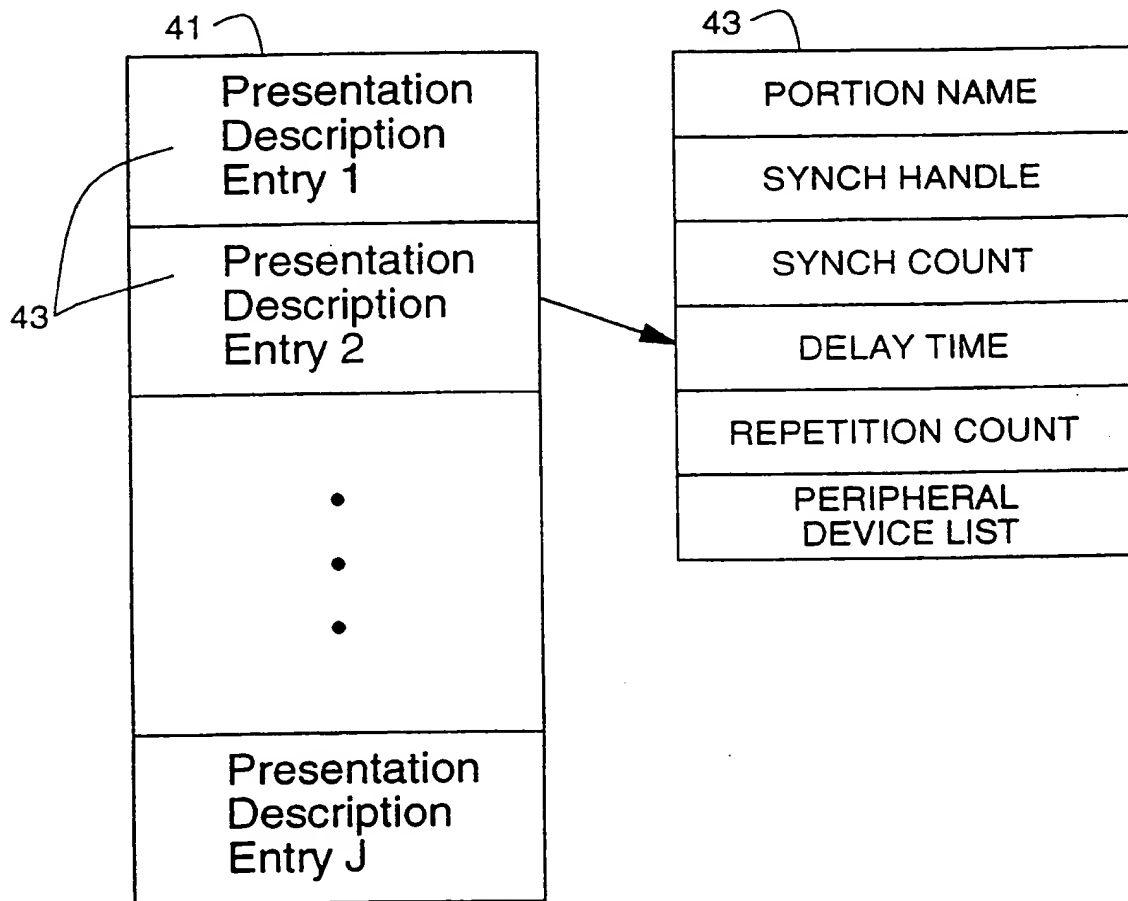 41
Presentation
Description
Entry 1
Presentation
Description
Entry 2
43
Presentation
Description
Entry J
43
PORTION NAME
SYNCH HANDLE
SYNCH COUNT
DELAY TIME
REPETITION COUNT
PERIPHERAL
DEVICE LIST